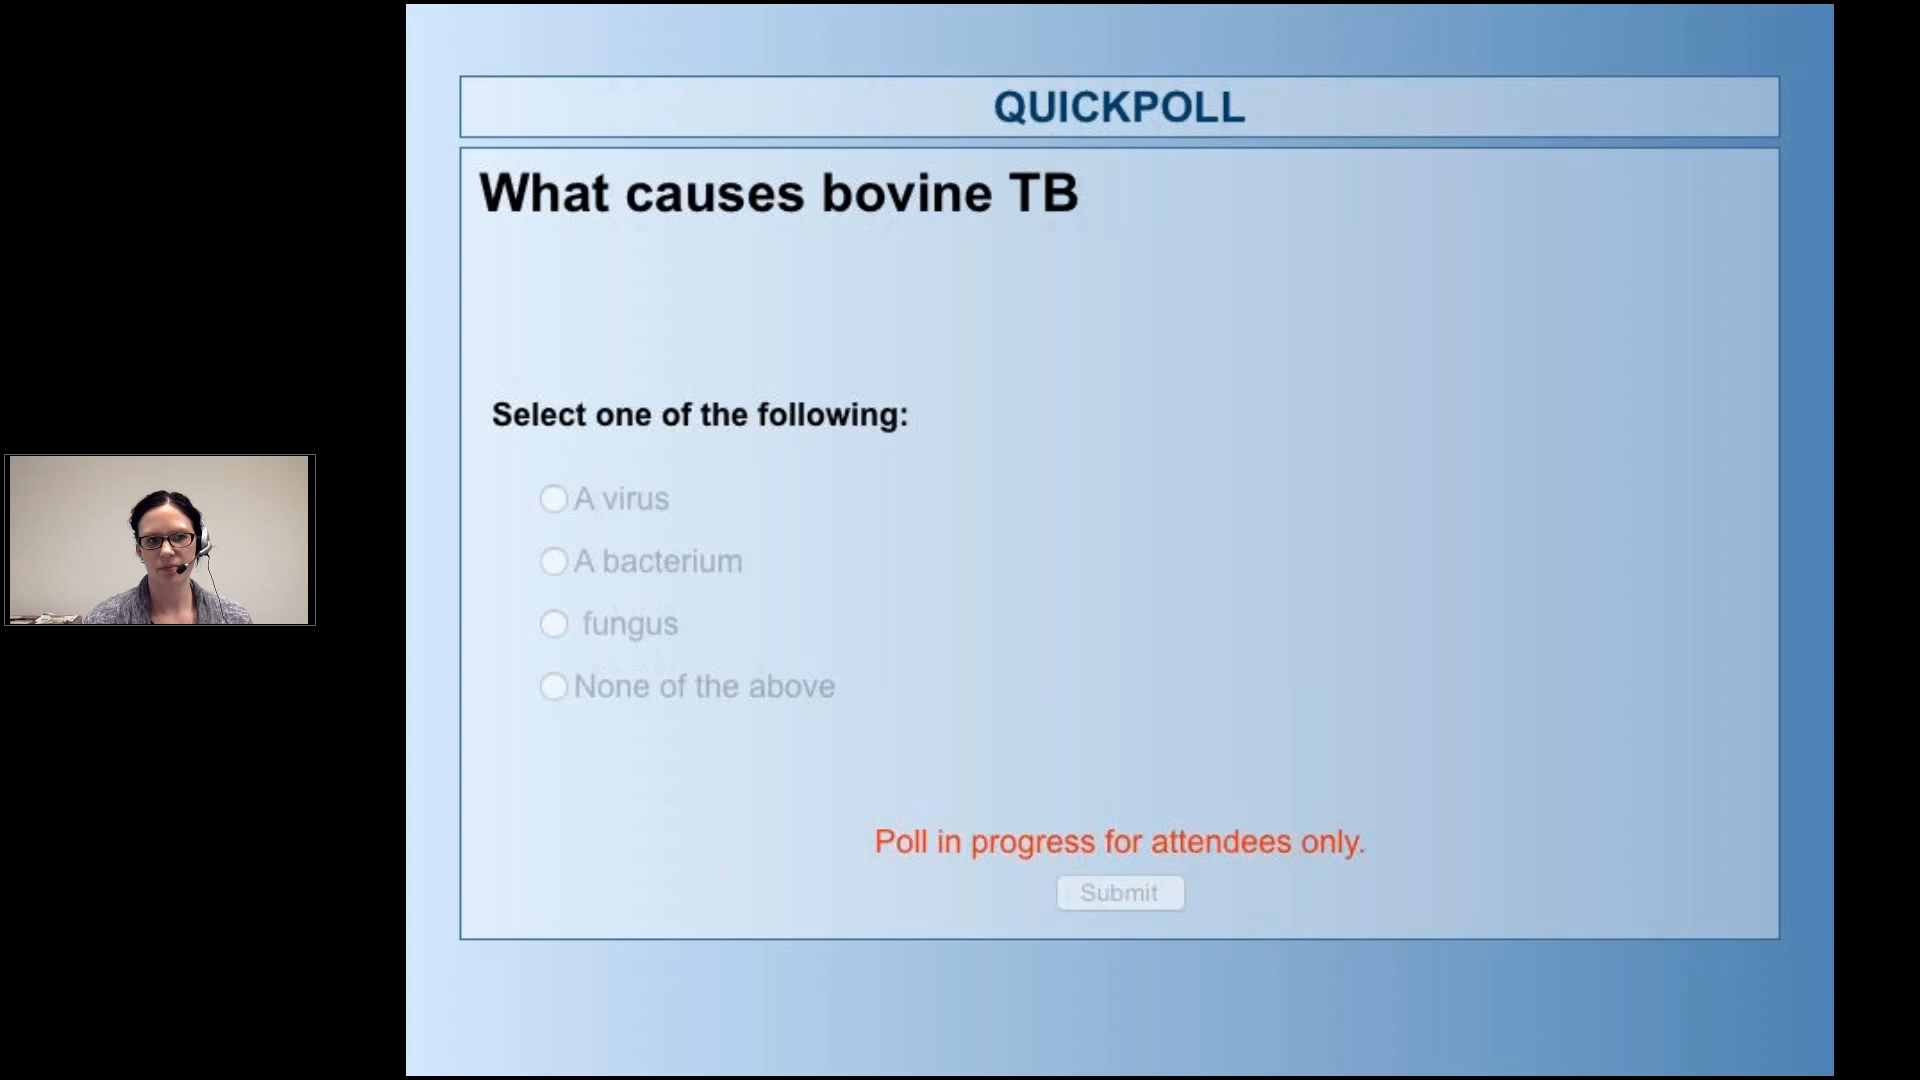 QUICKPOLL
What causes bovine TB
Select one of the following:
A virus
A bacterium
fungus
None of the above
Poll in progress for attendees only.
Submit